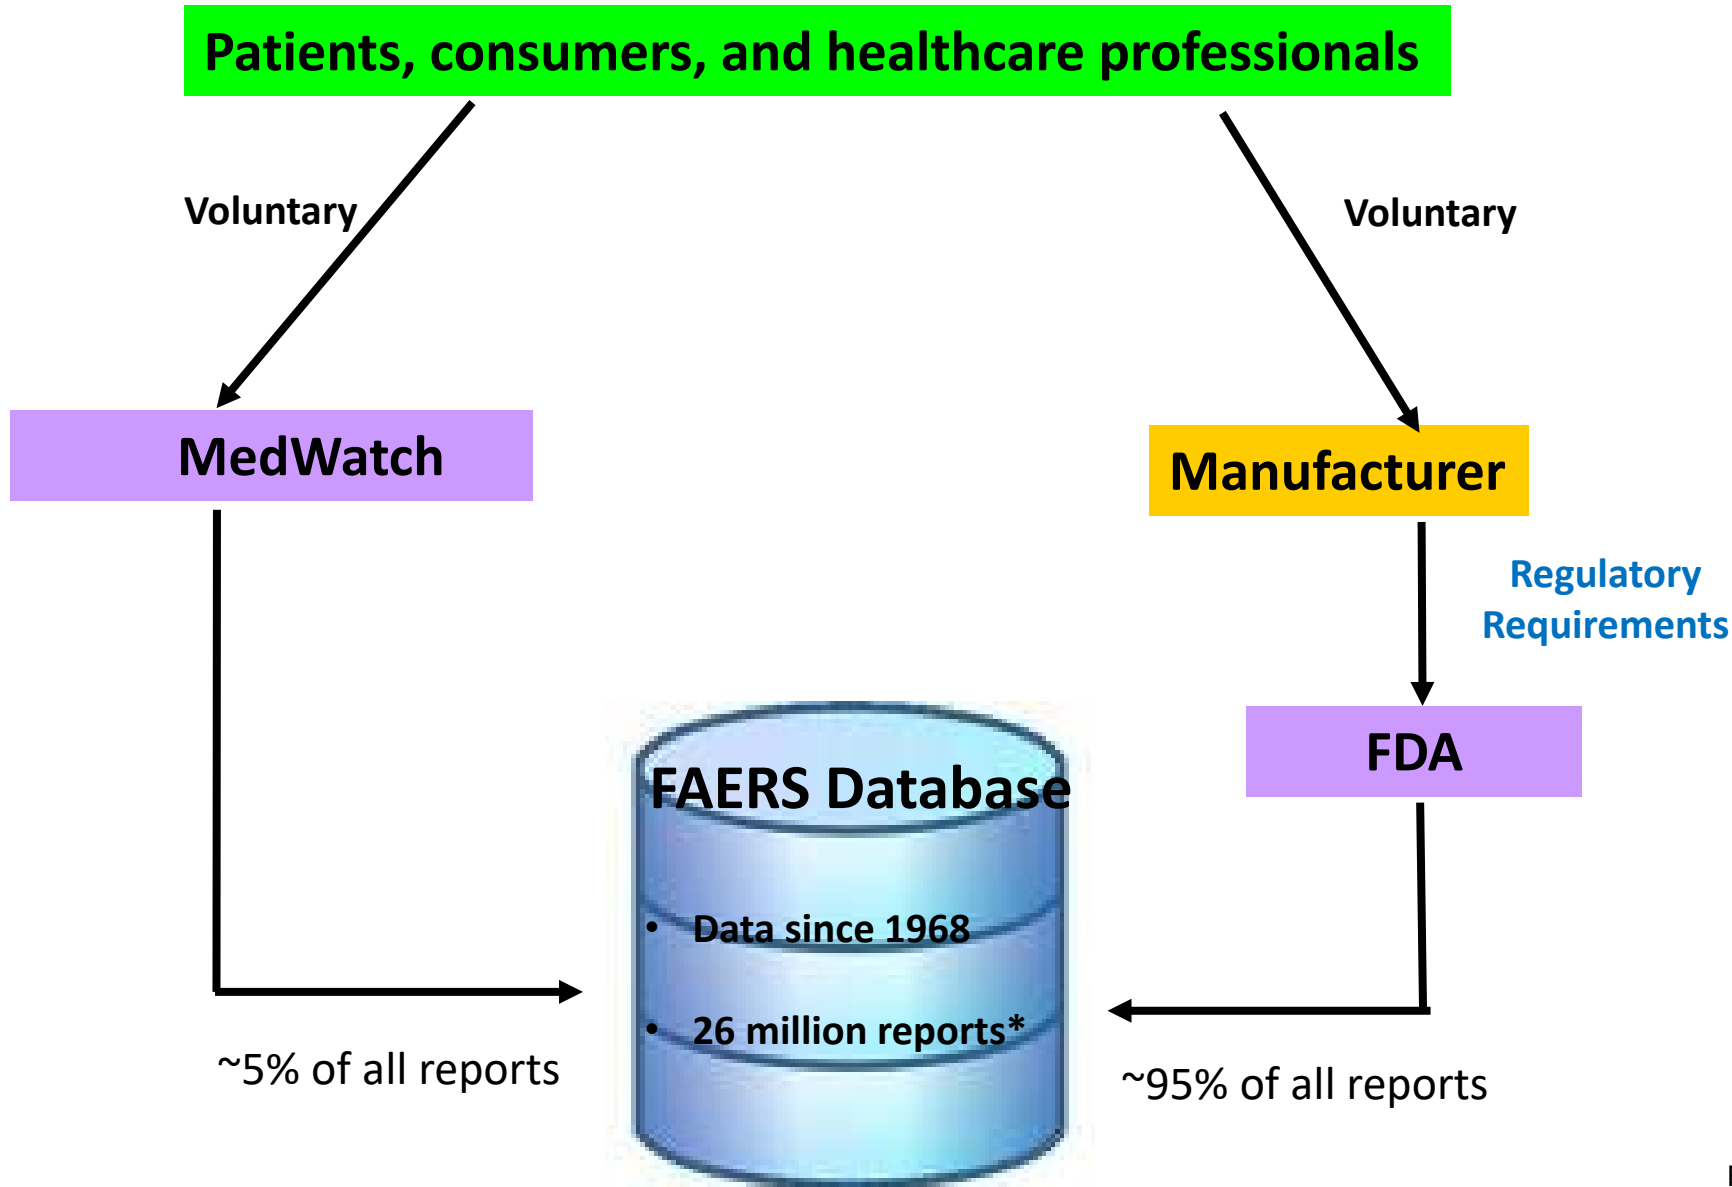 Patients, consumers, and healthcare professionals
Voluntary
Voluntary
MedWatch
Manufacturer
Regulatory
Requirements
FDA
FAERS Database
• Data since 1968
• 26 million reports*
~5% of all reports
~95% of all reports